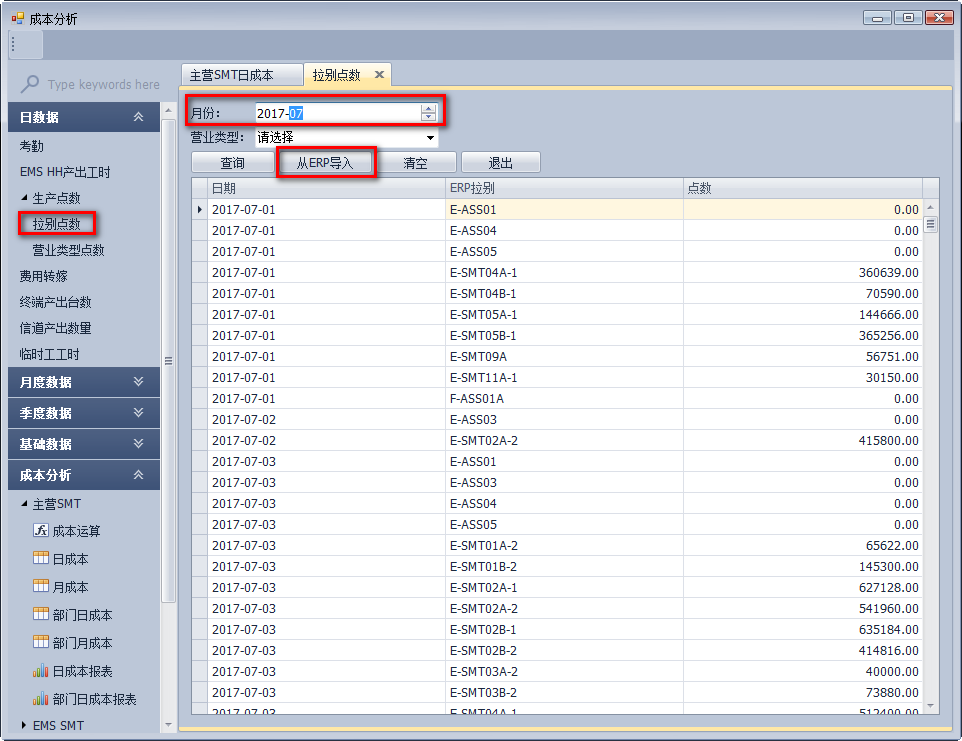 成本分析
Type keywords here
日数据
考勤
EMS HH产出工时
生产点数
拉别点数
营业类型点数
费用转嫁
终端产出台数
信道产出数量
临时工工时
月度数据
季度数据
基础数据
成本分析
主营SMT
成本运算
日成本
月成本
部门日成本
部门月成本
日成本报表
部门日成本报表
EMS SMT
主营SMT日成本 拉别点数
月份： 2017-07
营业类型： 请选择
查询 从ERP导入 清空 退出
日期 ERP拉别 点数
2017-07-01 E-ASS01 0.00
2017-07-01 E-ASS04 0.00
2017-07-01 E-ASS05 0.00
2017-07-01 E-SMT04A-1 360639.00
2017-07-01 E-SMT04B-1 70590.00
2017-07-01 E-SMT05A-1 144666.00
2017-07-01 E-SMT05B-1 365256.00
2017-07-01 E-SMT09A 56751.00
2017-07-01 E-SMT11A-1 30150.00
2017-07-01 F-ASS01A 0.00
2017-07-02 E-ASS03 0.00
2017-07-02 E-SMT02A-2 415800.00
2017-07-03 E-ASS01 0.00
2017-07-03 E-ASS03 0.00
2017-07-03 E-ASS04 0.00
2017-07-03 E-ASS05 0.00
2017-07-03 E-SMT01A-2 65622.00
2017-07-03 E-SMT01B-2 145300.00
2017-07-03 E-SMT02A-1 627128.00
2017-07-03 E-SMT02A-2 541960.00
2017-07-03 E-SMT02B-1 635184.00
2017-07-03 E-SMT02B-2 414816.00
2017-07-03 E-SMT03A-2 40000.00
2017-07-03 E-SMT03B-2 73880.00
2017-07-03 E-SMT04A-1 512400.00